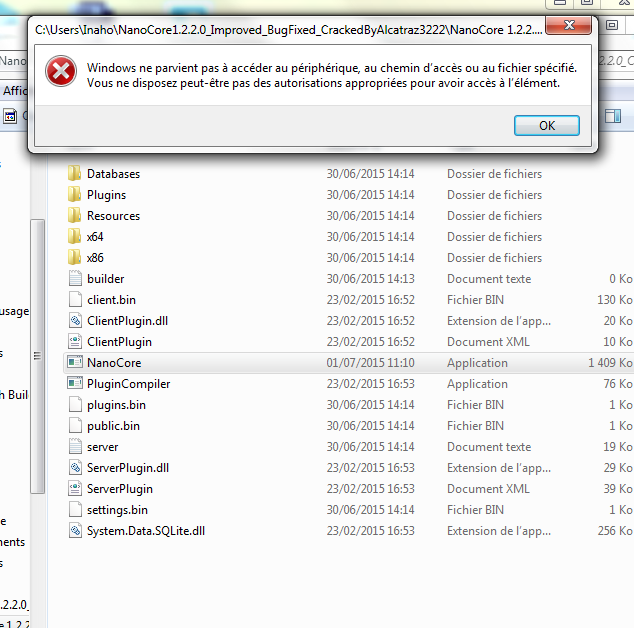 C:\Users\Inaho\NanoCore1.2.2.0_Improved_BugFixed_CrackedByAlcatraz3222\NanoCore 1.2.2....
Windows ne parvient pas à accéder au périphérique, au chemin d'accès ou au fichier spécifié.
Vous ne disposez peut-être pas des autorisations appropriées pour avoir accès à l'élément.
OK
Databases 30/06/2015 14:14 Dossier de fichiers
Plugins 30/06/2015 14:14 Dossier de fichiers
Resources 30/06/2015 14:14 Dossier de fichiers
x64 30/06/2015 14:14 Dossier de fichiers
x86 30/06/2015 14:14 Dossier de fichiers
builder 30/06/2015 14:13 Document texte 0 Ko
client.bin 23/02/2015 16:52 Fichier BIN 130 Ko
ClientPlugin.dll 23/02/2015 16:52 Extension de l'app... 20 Ko
ClientPlugin 23/02/2015 16:52 Document XML 10 Ko
NanoCore 01/07/2015 11:10 Application 1 409 Ko
PluginCompiler 23/02/2015 16:53 Application 76 Ko
plugins.bin 30/06/2015 14:14 Fichier BIN 1 Ko
public.bin 30/06/2015 14:14 Fichier BIN 1 Ko
server 30/06/2015 14:14 Document texte 19 Ko
ServerPlugin.dll 23/02/2015 16:53 Extension de l'app... 29 Ko
ServerPlugin 23/02/2015 16:53 Document XML 39 Ko
settings.bin 30/06/2015 14:14 Fichier BIN 1 Ko
System.Data.SQLite.dll 23/02/2015 16:53 Extension de l'app... 256 Ko